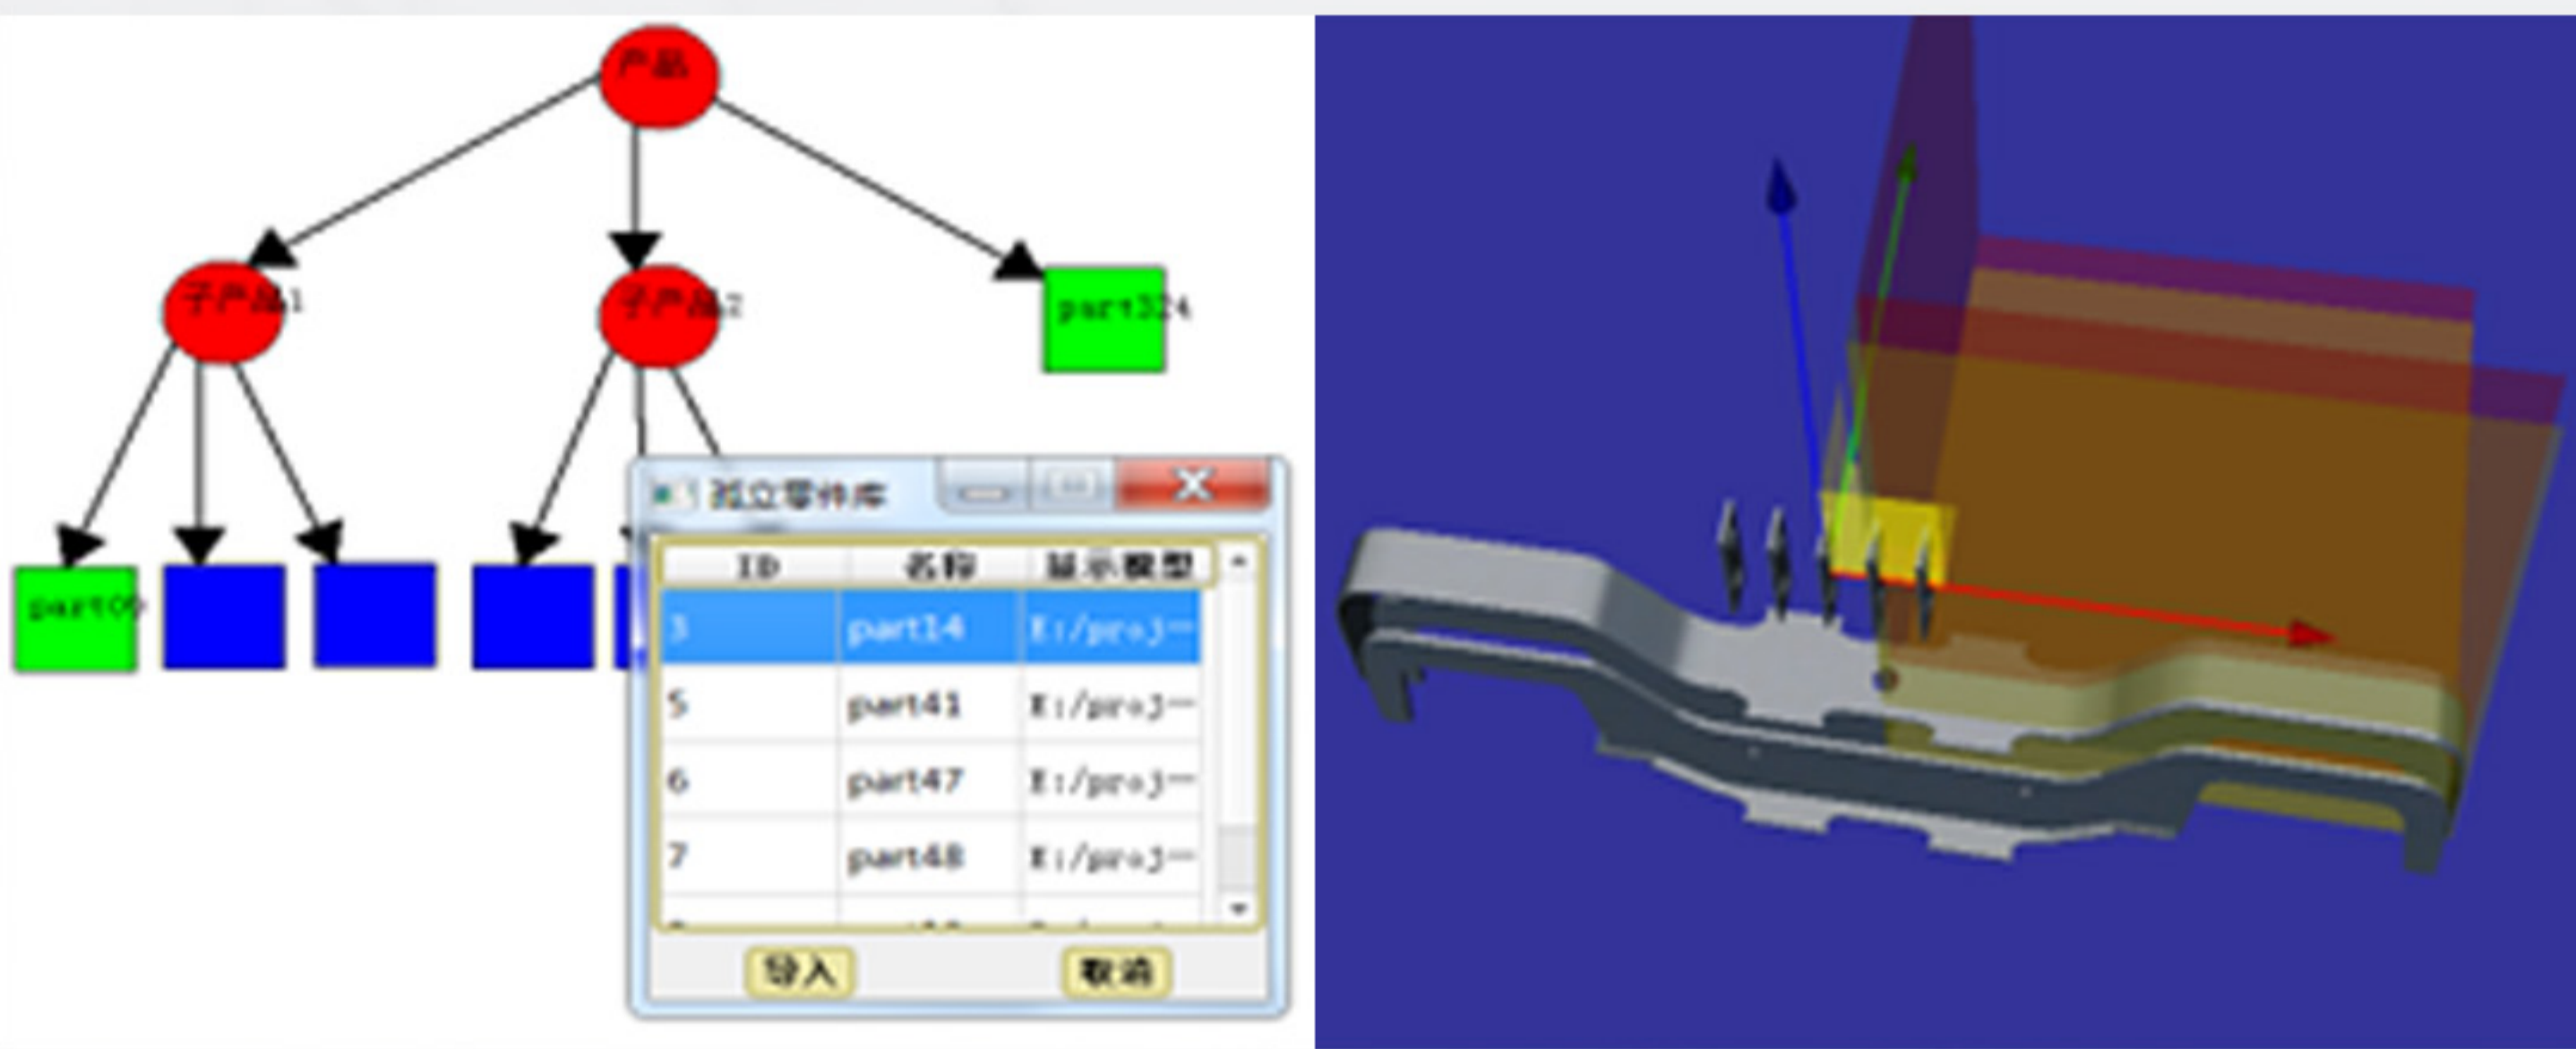 产品
子产品1
子产品2
part324
孤立零件库
ID 名称 显示模型
3 part14 E:/proj…
5 part41 E:/proj…
6 part47 E:/proj…
7 part48 E:/proj…
导入 取消